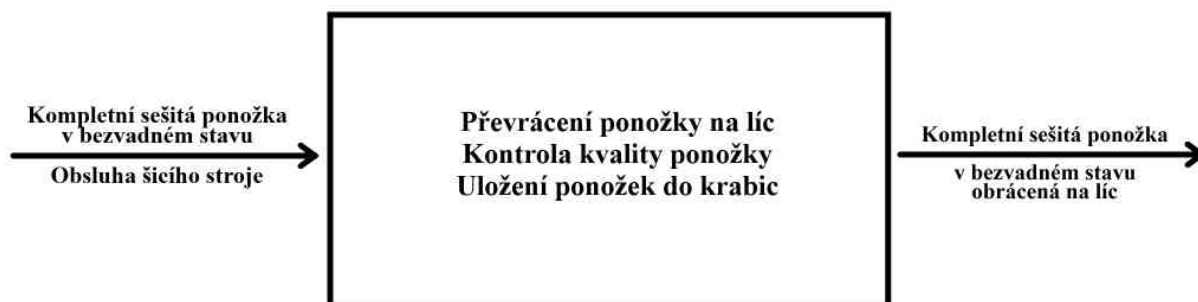 Kompletní sešitá ponožka
v bezvadném stavu
Obsluha šicího stroje
Převrácení ponožky na líc
Kontrola kvality ponožky
Uložení ponožek do krabic
Kompletní sešitá ponožka
v bezvadném stavu
obrácená na líc